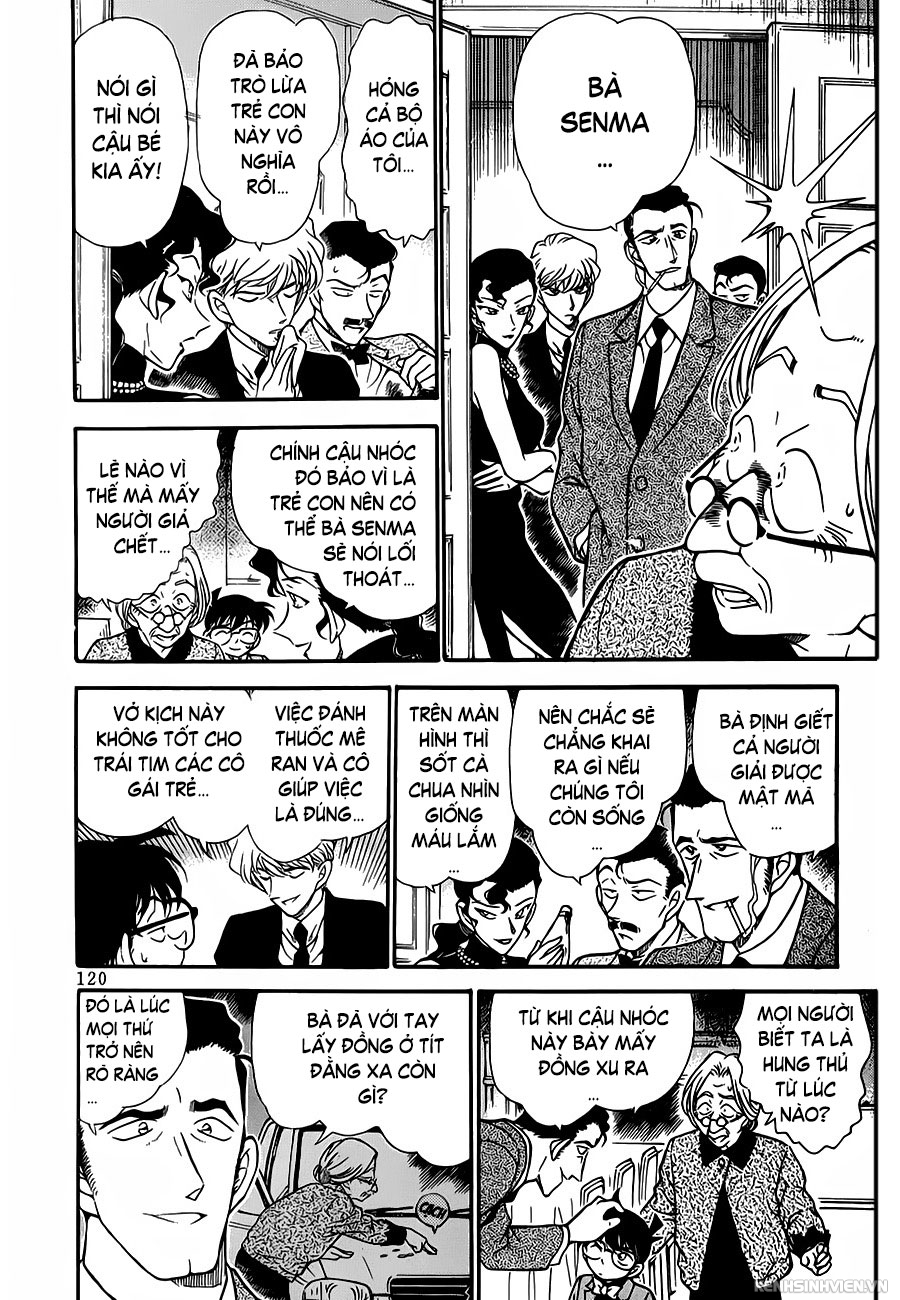 BÀ
SENMA
...
HỎNG
CẢ BỘ
ÁO CỦA
TÔI...
ĐÃ BẢO
TRÒ LỪA
TRẺ CON
NÀY VÔ
NGHĨA
RỒI...
NÓI GÌ
THÌ NÓI
CẬU BÉ
KIA ẤY!
CHÍNH CẬU NHÓC
ĐÓ BẢO VÌ LÀ
TRẺ CON NÊN CÓ
THỂ BÀ SENMA
SẼ NÓI LỐI
THOÁT...
LẼ NÀO VÌ
THẾ MÀ MẤY
NGƯỜI GIẢ
CHẾT...
BÀ ĐỊNH GIẾT
CẢ NGƯỜI
GIẢI ĐƯỢC
MẬT MÃ
...
NÊN CHẮC SẼ
CHẲNG KHAI
RA GÌ NẾU
CHÚNG TÔI
CÒN SỐNG
...
TRÊN MÀN
HÌNH THÌ
SỐT CÀ
CHUA NHÌN
GIỐNG
MÁU LẮM
...
VIỆC ĐÁNH
THUỐC MÊ
RAN VÀ CÔ
GIÚP VIỆC
LÀ ĐÚNG...
VỞ KỊCH NÀY
KHÔNG TỐT CHO
TRÁI TIM CÁC CÔ
GÁI TRẺ...
120
MỌI NGƯỜI
BIẾT TA LÀ
HUNG THỦ
TỪ LÚC
NÀO?
TỪ KHI CẬU NHÓC
NÀY BÀY MẤY
ĐỒNG XU RA
...
BÀ ĐÃ VỚI TAY
LẤY ĐỒNG Ở TÍT
ĐẰNG XA CÒN
GÌ?
CẠCH
ĐÓ LÀ LÚC
MỌI THỨ
TRỞ NÊN
RÕ RÀNG
...
KENHSINHVIEN.VN